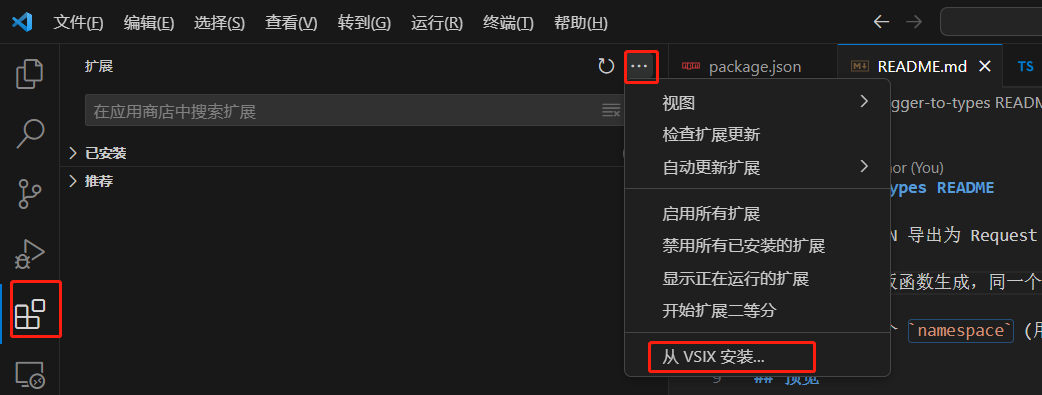 文件(F) 编辑(E) 选择(S) 查看(V) 转到(G) 运行(R) 终端(T) 帮助(H)
扩展
package.json README.md TS
在应用商店中搜索扩展
已安装
推荐
视图
检查扩展更新
自动更新扩展
启用所有扩展
禁用所有已安装的扩展
显示正在运行的扩展
开始扩展二等分
从 VSIX 安装...
gger-to-types READM
or (You)
types README
N 导出为 Request
函数生成，同一个
`namespace` (用
9 ## 预览